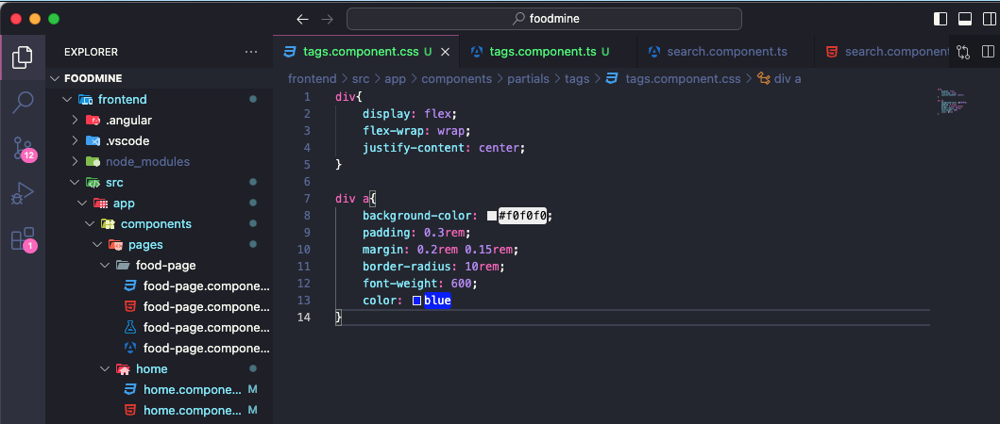 foodmine
EXPLORER
tags.component.css U
tags.component.ts U
search.component.ts
search.component
FOODMINE
frontend > src > app > components > partials > tags > tags.component.css > div a
frontend
.angular
.vscode
node_modules
src
app
components
pages
food-page
food-page.compone...
food-page.compone...
food-page.compone...
food-page.compone...
home
home.compone... M
home.compone... M
12
1
1 div{
2 display: flex;
3 flex-wrap: wrap;
4 justify-content: center;
5 }
6
7 div a{
8 background-color: #f0f0f0;
9 padding: 0.3rem;
10 margin: 0.2rem 0.15rem;
11 border-radius: 10rem;
12 font-weight: 600;
13 color: blue
14 }